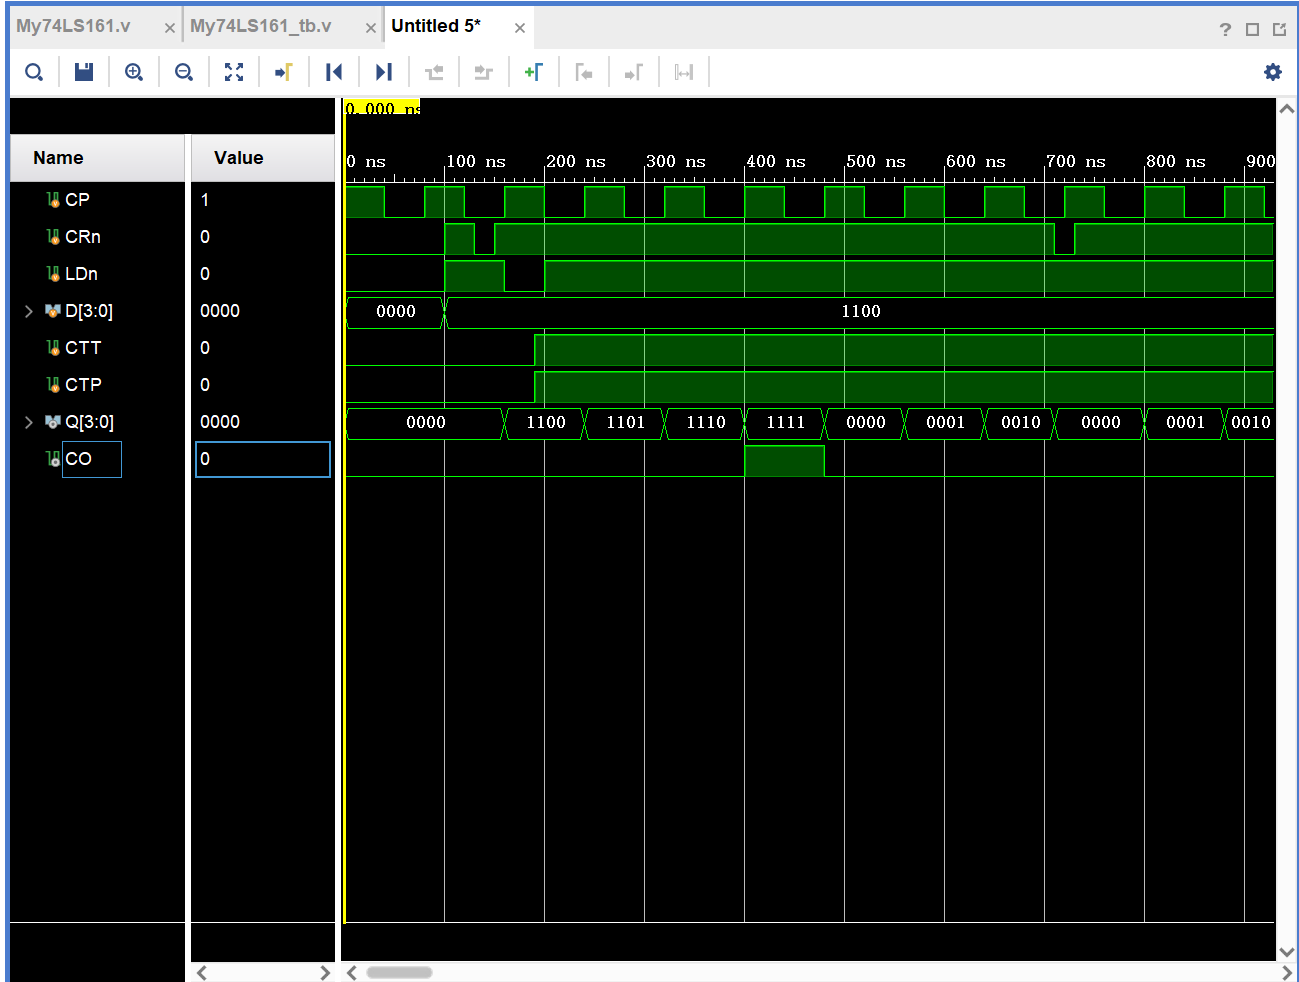 My74LS161.v × My74LS161_tb.v × Untitled 5* ×
?
0.000 ns
Name Value
0 ns 100 ns 200 ns 300 ns 400 ns 500 ns 600 ns 700 ns 800 ns 900
CP 1
CRn 0
LDn 0
D[3:0] 0000 0000 1100
CTT 0
CTP 0
Q[3:0] 0000 0000 1100 1101 1110 1111 0000 0001 0010 0000 0001 0010
CO 0